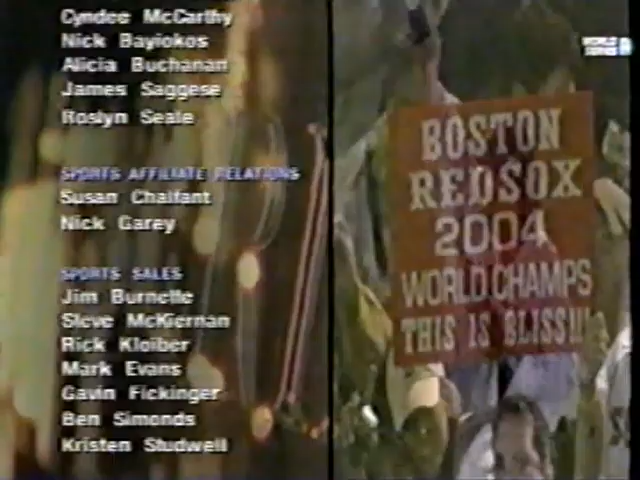 Cyndee McCarthy
Nick Bayiokos
Alicia Buchanan
James Saggese
Roslyn Seale
SPORTS AFFILIATE RELATIONS
Susan Chalfant
Nick Garey
SPORTS SALES
Jim Burnette
Steve McKiernan
Rick Kloiber
Mark Evans
Gavin Fickinger
Ben Simonds
Kristen Studwell
WORLD
SERIES
BOSTON
REDSOX
2004
WORLD CHAMPS
THIS IS BLISS!!!